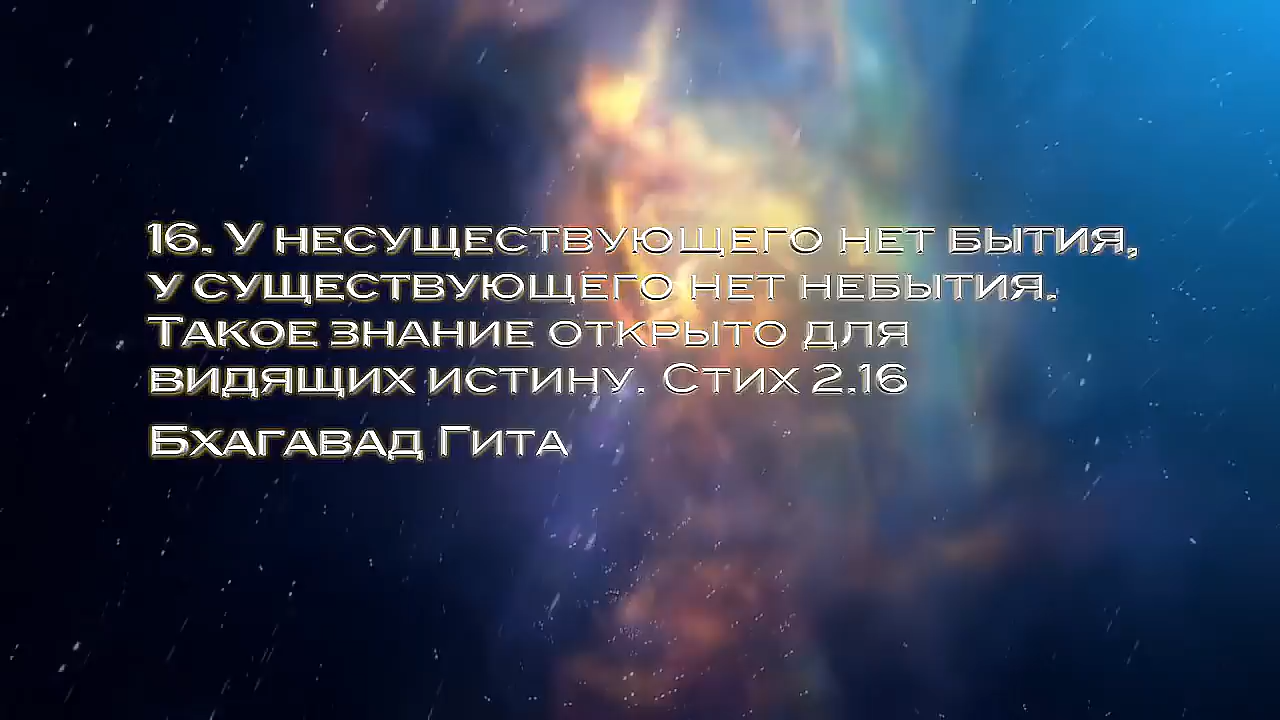 16. У несуществующего нет бытия,
у существующего нет небытия.
Такое знание открыто для
видящих истину. Стих 2.16
Бхагавад Гита